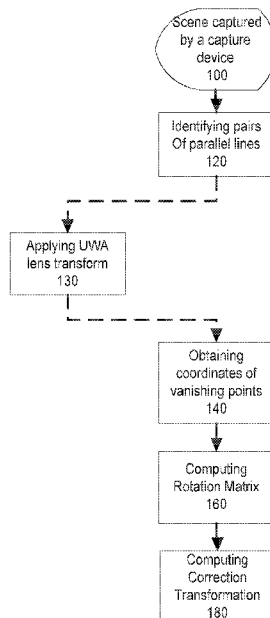 Scene captured
by a capture
device
100
Identifying pairs
Of parallel lines
120
Applying UWA
lens transform
130
Obtaining
coordinates of
vanishing points
140
Computing
Rotation Matrix
160
Computing
Correction
Transformation
180